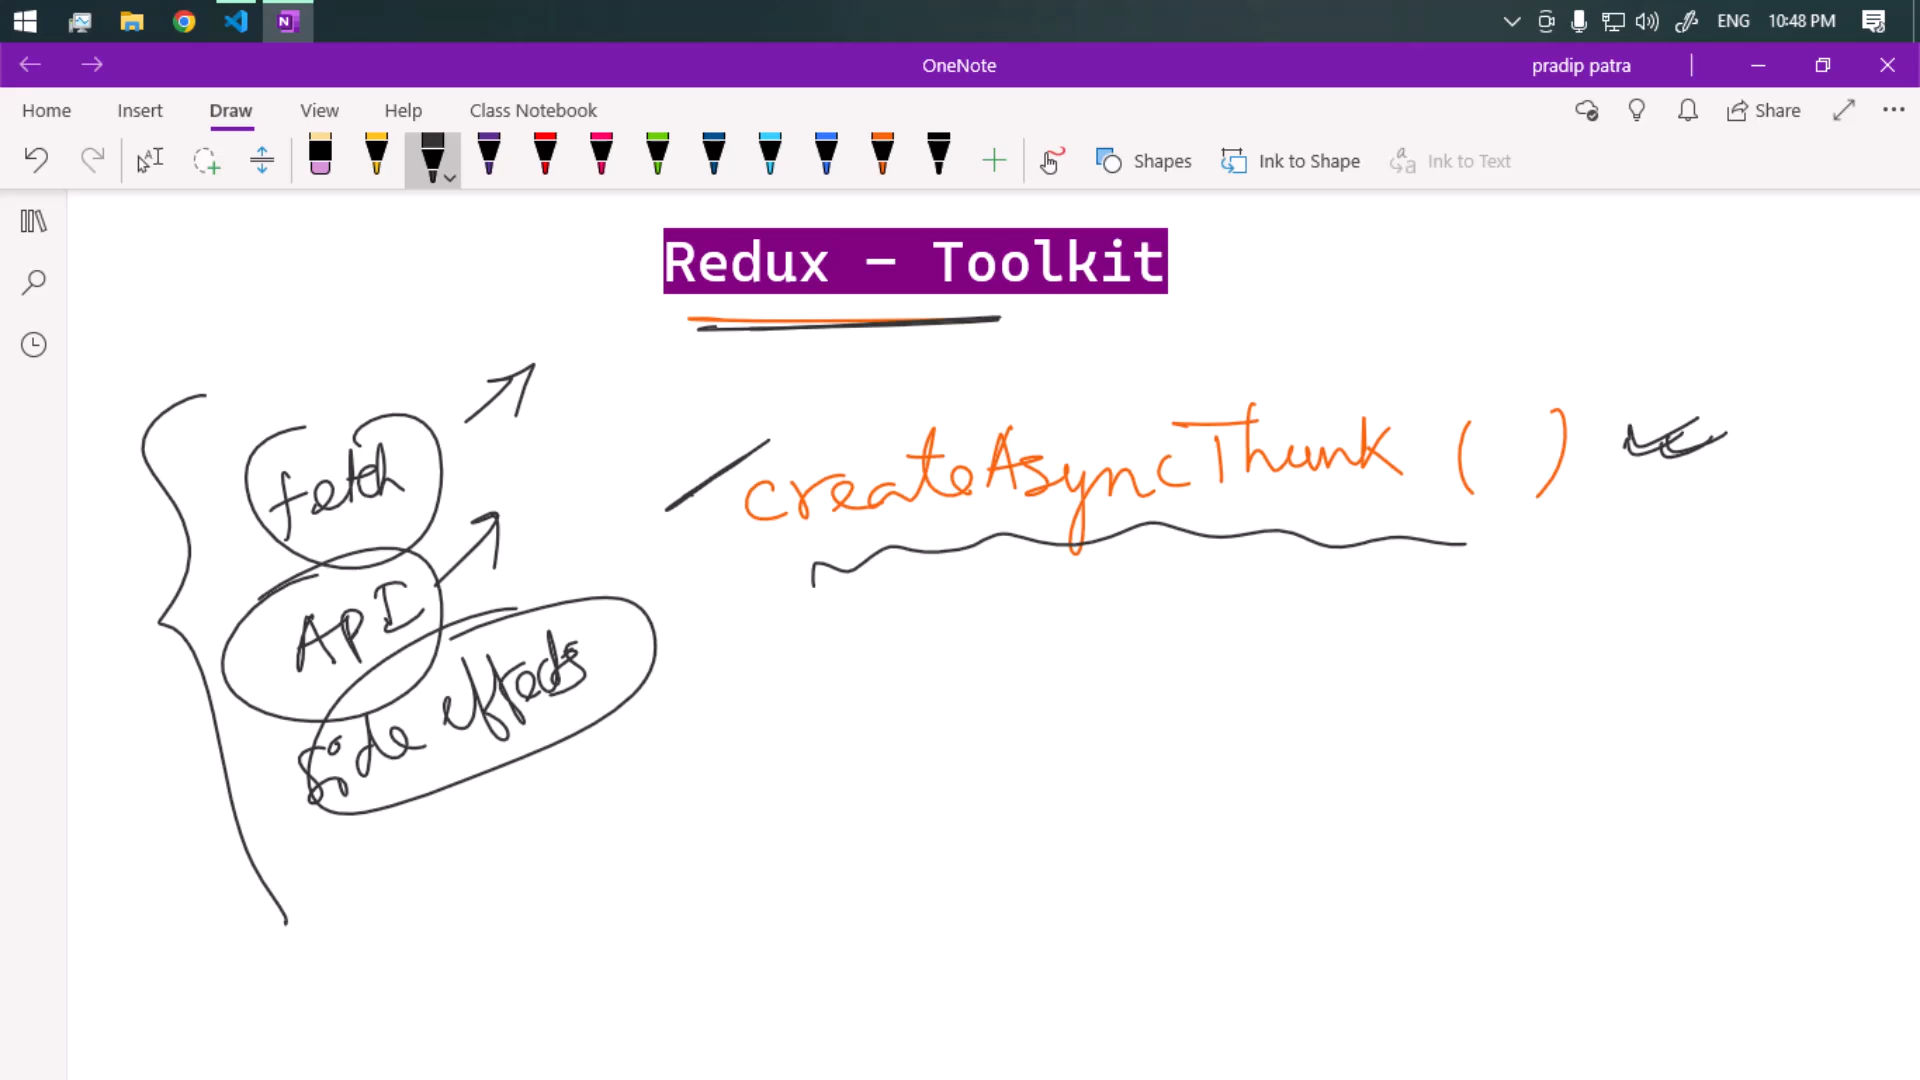 ENG 10:48 PM
OneNote
pradip patra
Home Insert Draw View Help Class Notebook Share
Shapes Ink to Shape Ink to Text
Redux - Toolkit
fetch
createAsyncThunk ( )
API
Side effects